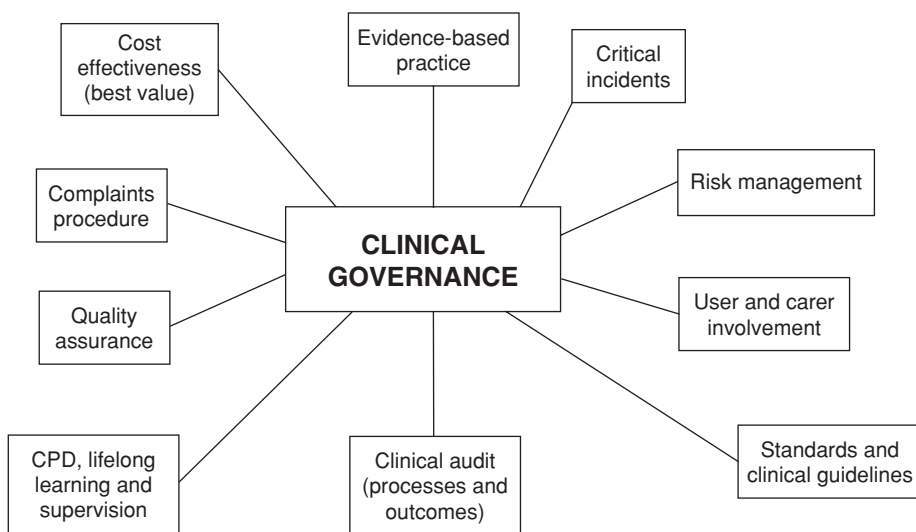 Cost
effectiveness
(best value)
Evidence-based
practice
Critical
incidents
Complaints
procedure
Risk management
CLINICAL
GOVERNANCE
Quality
assurance
User and carer
involvement
CPD, lifelong
learning and
supervision
Clinical audit
(processes and
outcomes)
Standards and
clinical guidelines